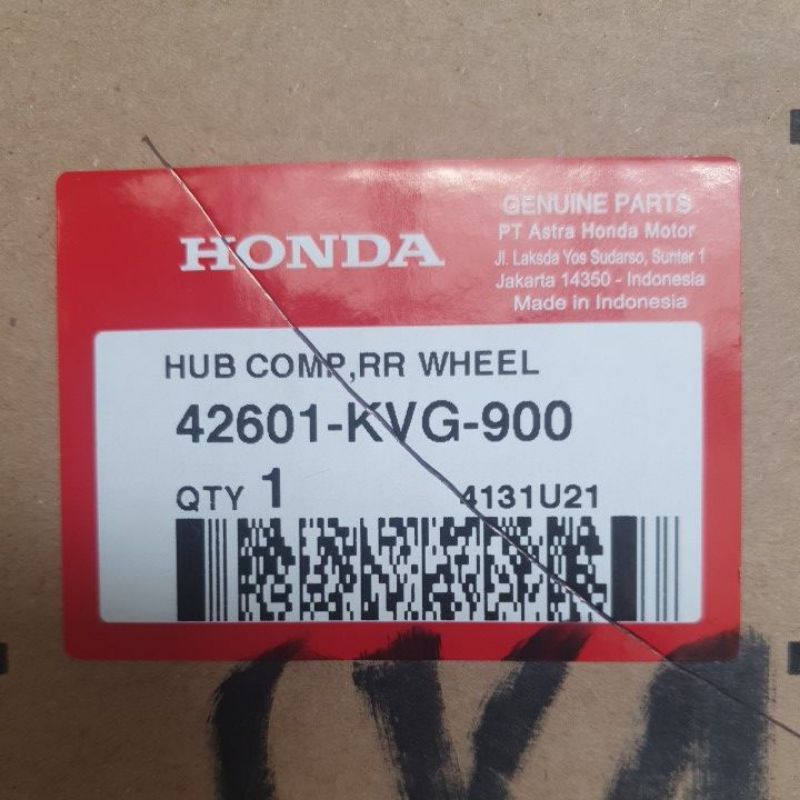 HONDA
GENUINE PARTS
PT Astra Honda Motor
Jl. Laksda Yos Sudarso, Sunter 1
Jakarta 14350 - Indonesia
Made in Indonesia
HUB COMP,RR WHEEL
42601-KVG-900
QTY 1
4131U21